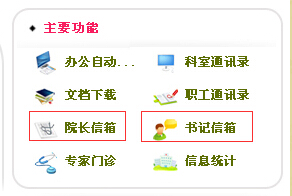 主要功能
办公自动... 科室通讯录
文档下载 职工通讯录
院长信箱 书记信箱
专家门诊 信息统计